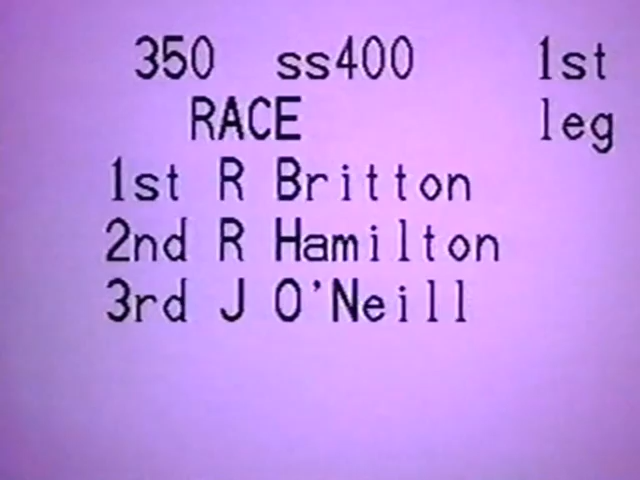 350 ss400 1st
RACE leg
1st R Britton
2nd R Hamilton
3rd J O'Neill